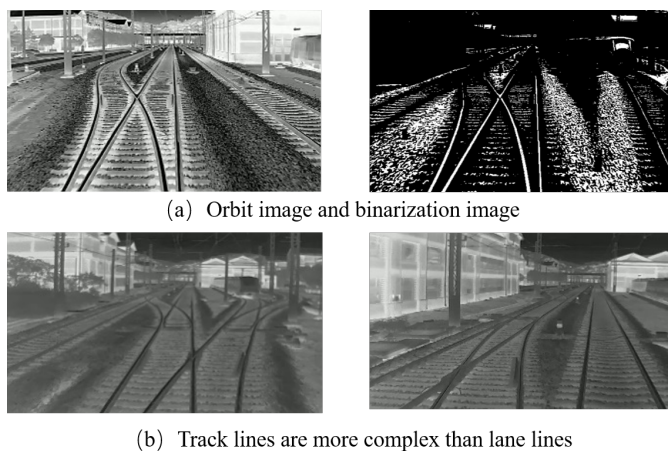 (a) Orbit image and binarization image
(b) Track lines are more complex than lane lines